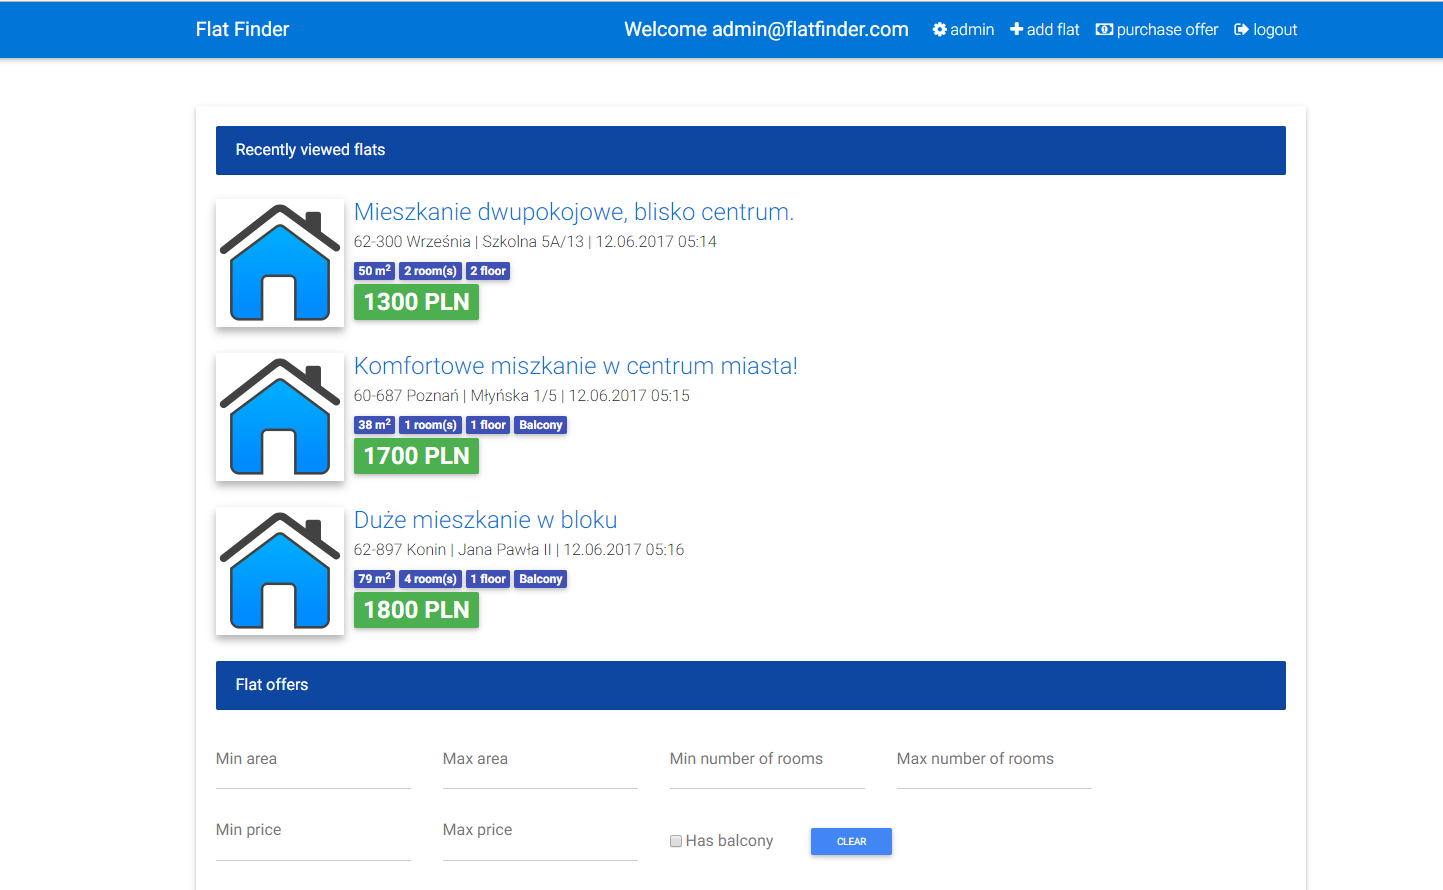 Flat Finder Welcome admin@flatfinder.com admin add flat purchase offer logout
Recently viewed flats
Mieszkanie dwupokojowe, blisko centrum.
62-300 Września | Szkolna 5A/13 | 12.06.2017 05:14
50 m² 2 room(s) 2 floor
1300 PLN
Komfortowe miszkanie w centrum miasta!
60-687 Poznań | Młyńska 1/5 | 12.06.2017 05:15
38 m² 1 room(s) 1 floor Balcony
1700 PLN
Duże mieszkanie w bloku
62-897 Konin | Jana Pawła II | 12.06.2017 05:16
79 m² 4 room(s) 1 floor Balcony
1800 PLN
Flat offers
Min area Max area Min number of rooms Max number of rooms
Min price Max price Has balcony CLEAR